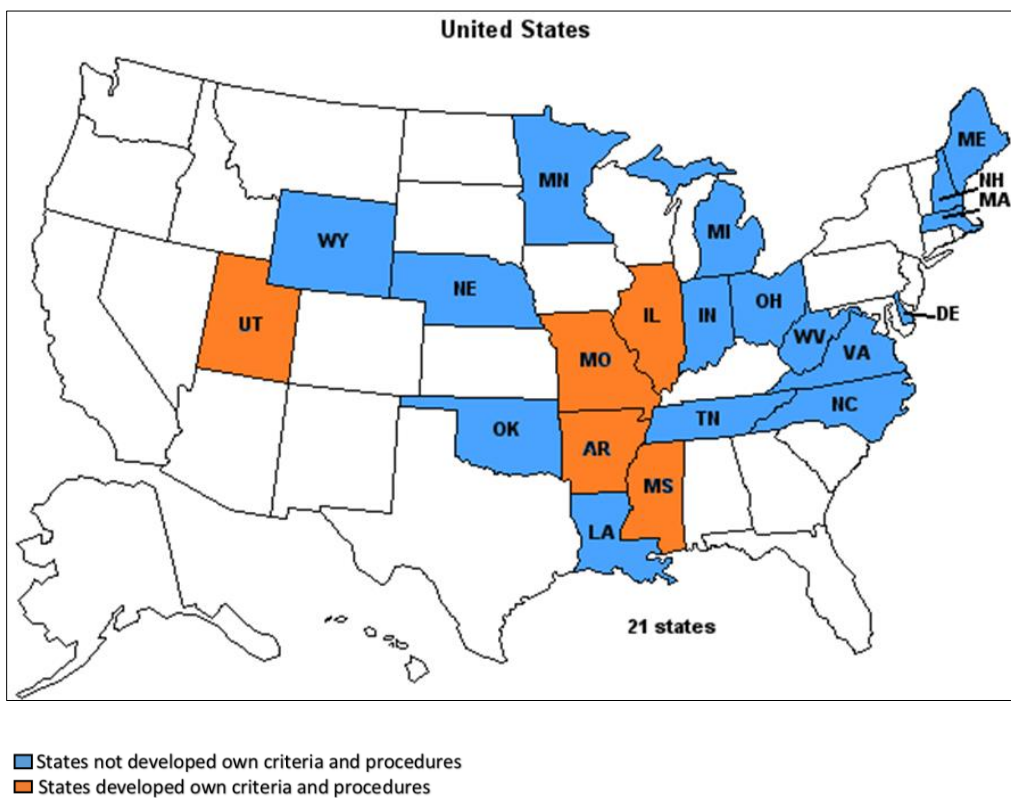 United States
ME
NH
MA
MN
MI
WY
NE
OH
DE
IL
IN
UT
WV
VA
MO
NC
TN
OK
AR
MS
LA
21 states
States not developed own criteria and procedures
States developed own criteria and procedures